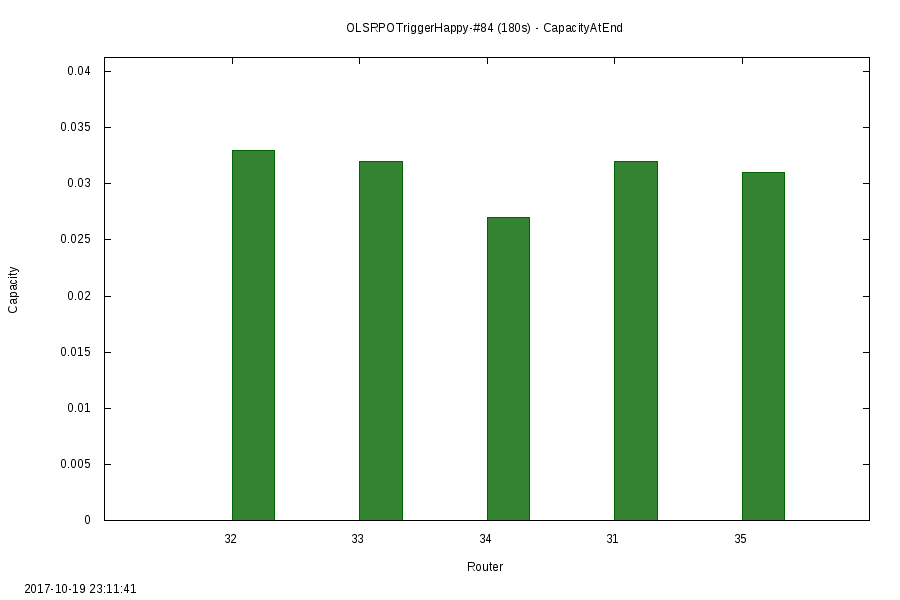 OLSRPOTriggerHappy-#84 (180s) - CapacityAtEnd
0.04
0.035
0.03
0.025
0.02
0.015
0.01
0.005
0
Capacity
32 33 34 31 35
Router
2017-10-19 23:11:41